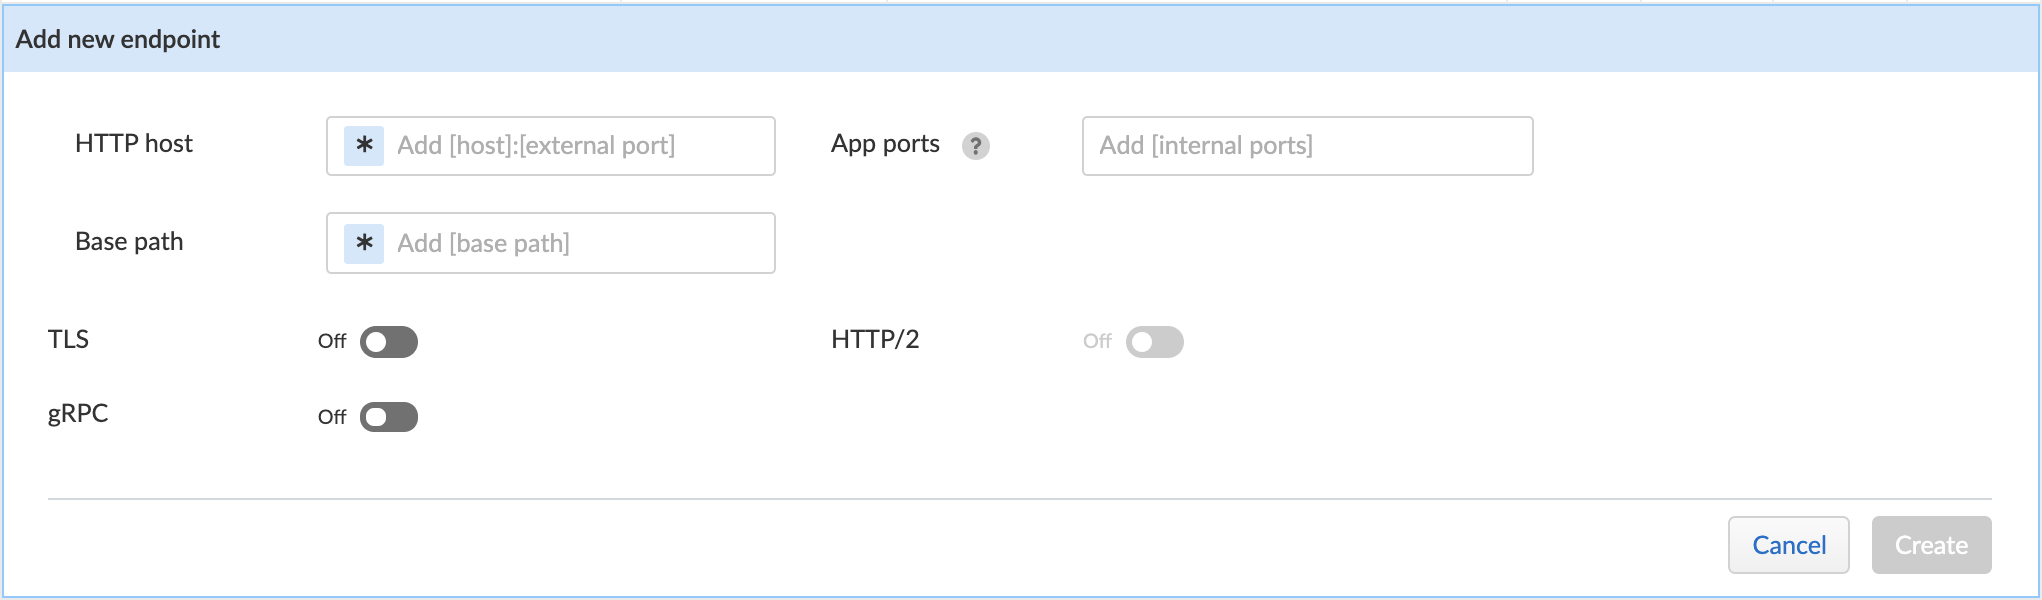 Add new endpoint
HTTP host * Add [host]:[external port] App ports ? Add [internal ports]
Base path * Add [base path]
TLS Off HTTP/2 Off
gRPC Off
Cancel Create